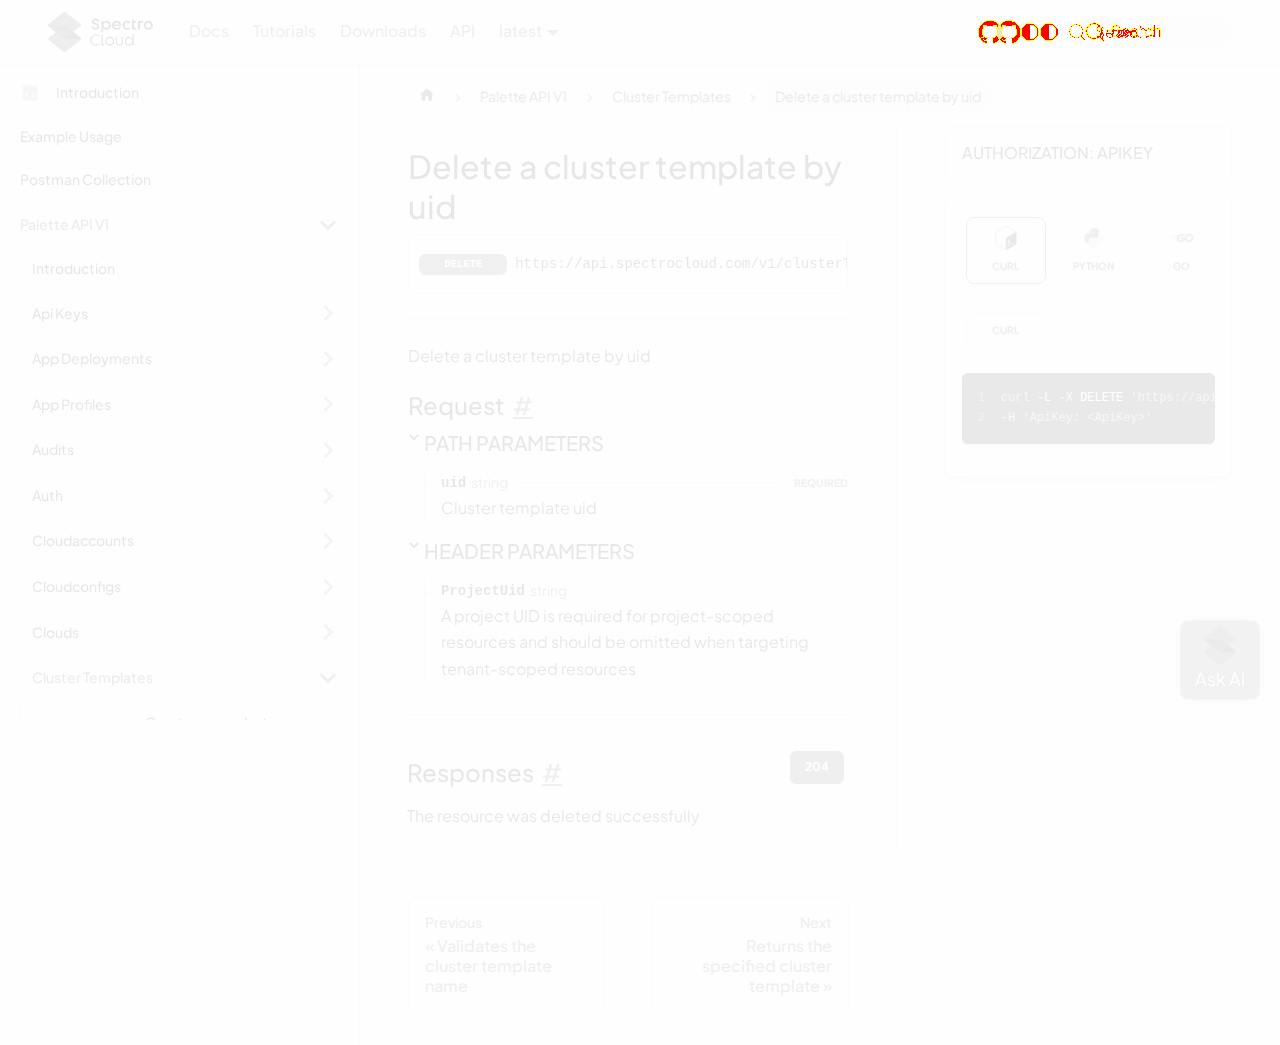 Spectro Cloud
Docs Tutorials Downloads API latest
Introduction
Example Usage
Postman Collection
Palette API V1
Introduction
Api Keys
App Deployments
App Profiles
Audits
Auth
Cloudaccounts
Cloudconfigs
Clouds
Cluster Templates
Palette API V1 Cluster Templates Delete a cluster template by uid
Delete a cluster template by
uid
DELETE https://api.spectrocloud.com/v1/cluster
Delete a cluster template by uid
Request #
PATH PARAMETERS
uid string REQUIRED
Cluster template uid
HEADER PARAMETERS
ProjectUid string
A project UID is required for project-scoped
resources and should be omitted when targeting
tenant-scoped resources
Responses #
204
The resource was deleted successfully
Previous
« Validates the
cluster template
name
Next
Returns the
specified cluster
template »
AUTHORIZATION: APIKEY
CURL PYTHON GO
CURL
1 curl -L -X DELETE 'https://api
2 -H 'ApiKey: <ApiKey>'
Ask AI